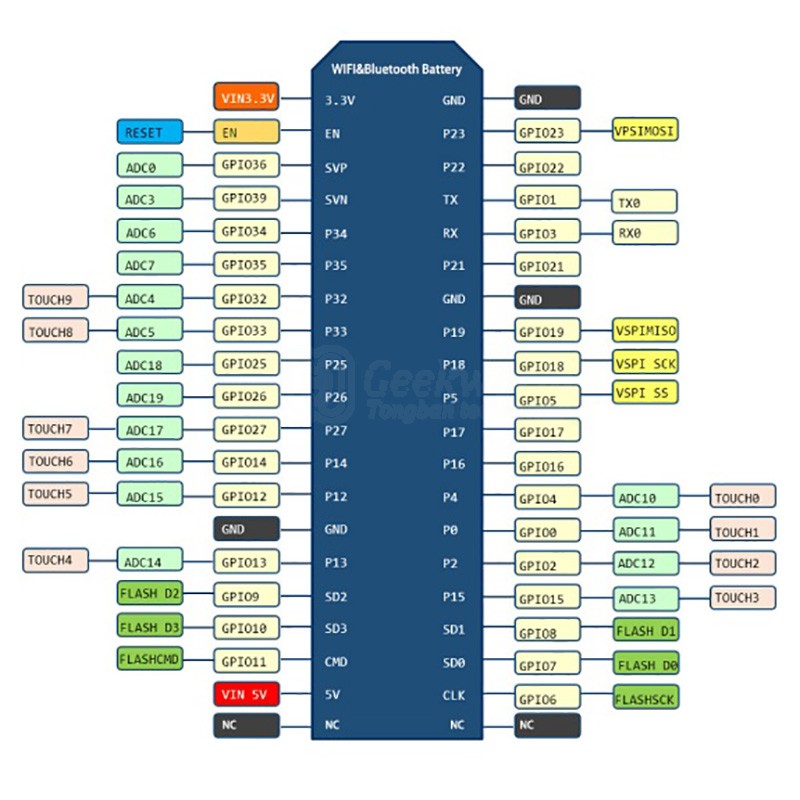 WIFI&Bluetooth Battery
VIN3.3V 3.3V GND GND
RESET EN EN P23 GPIO23 VPSIMOSI
ADC0 GPIO36 SVP P22 GPIO22
ADC3 GPIO39 SVN TX GPIO1 TX0
ADC6 GPIO34 P34 RX GPIO3 RX0
ADC7 GPIO35 P35 P21 GPIO21
TOUCH9 ADC4 GPIO32 P32 GND GND
TOUCH8 ADC5 GPIO33 P33 P19 GPIO19 VSPIMISO
ADC18 GPIO25 P25 P18 GPIO18 VSPI SCK
ADC19 GPIO26 P26 P5 GPIO5 VSPI SS
TOUCH7 ADC17 GPIO27 P27 P17 GPIO17
TOUCH6 ADC16 GPIO14 P14 P16 GPIO16
TOUCH5 ADC15 GPIO12 P12 P4 GPIO4 ADC10 TOUCH0
GND GND P0 GPIO0 ADC11 TOUCH1
TOUCH4 ADC14 GPIO13 P13 P2 GPIO2 ADC12 TOUCH2
FLASH D2 GPIO9 SD2 P15 GPIO15 ADC13 TOUCH3
FLASH D3 GPIO10 SD3 SD1 GPIO8 FLASH D1
FLASHCMD GPIO11 CMD SD0 GPIO7 FLASH D0
VIN 5V 5V CLK GPIO6 FLASHSCK
NC NC NC NC